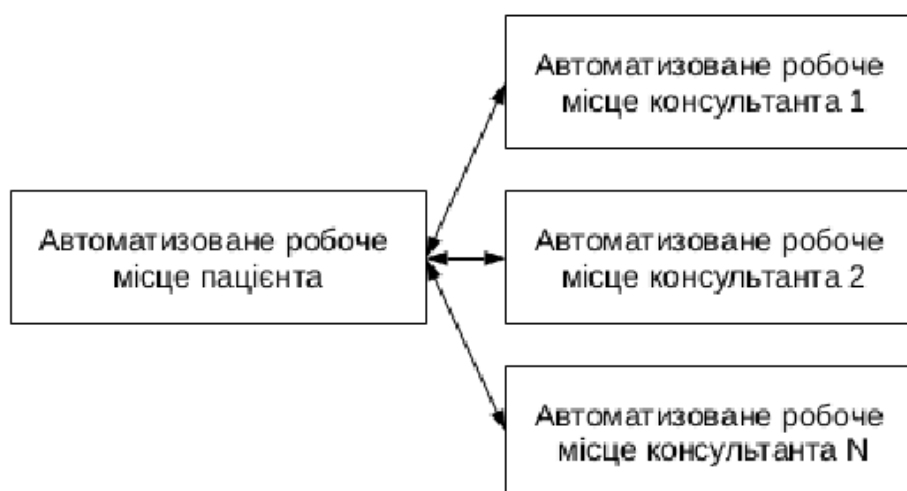 Автоматизоване робоче
місце консультанта 1
Автоматизоване робоче
місце пацієнта
Автоматизоване робоче
місце консультанта 2
Автоматизоване робоче
місце консультанта N